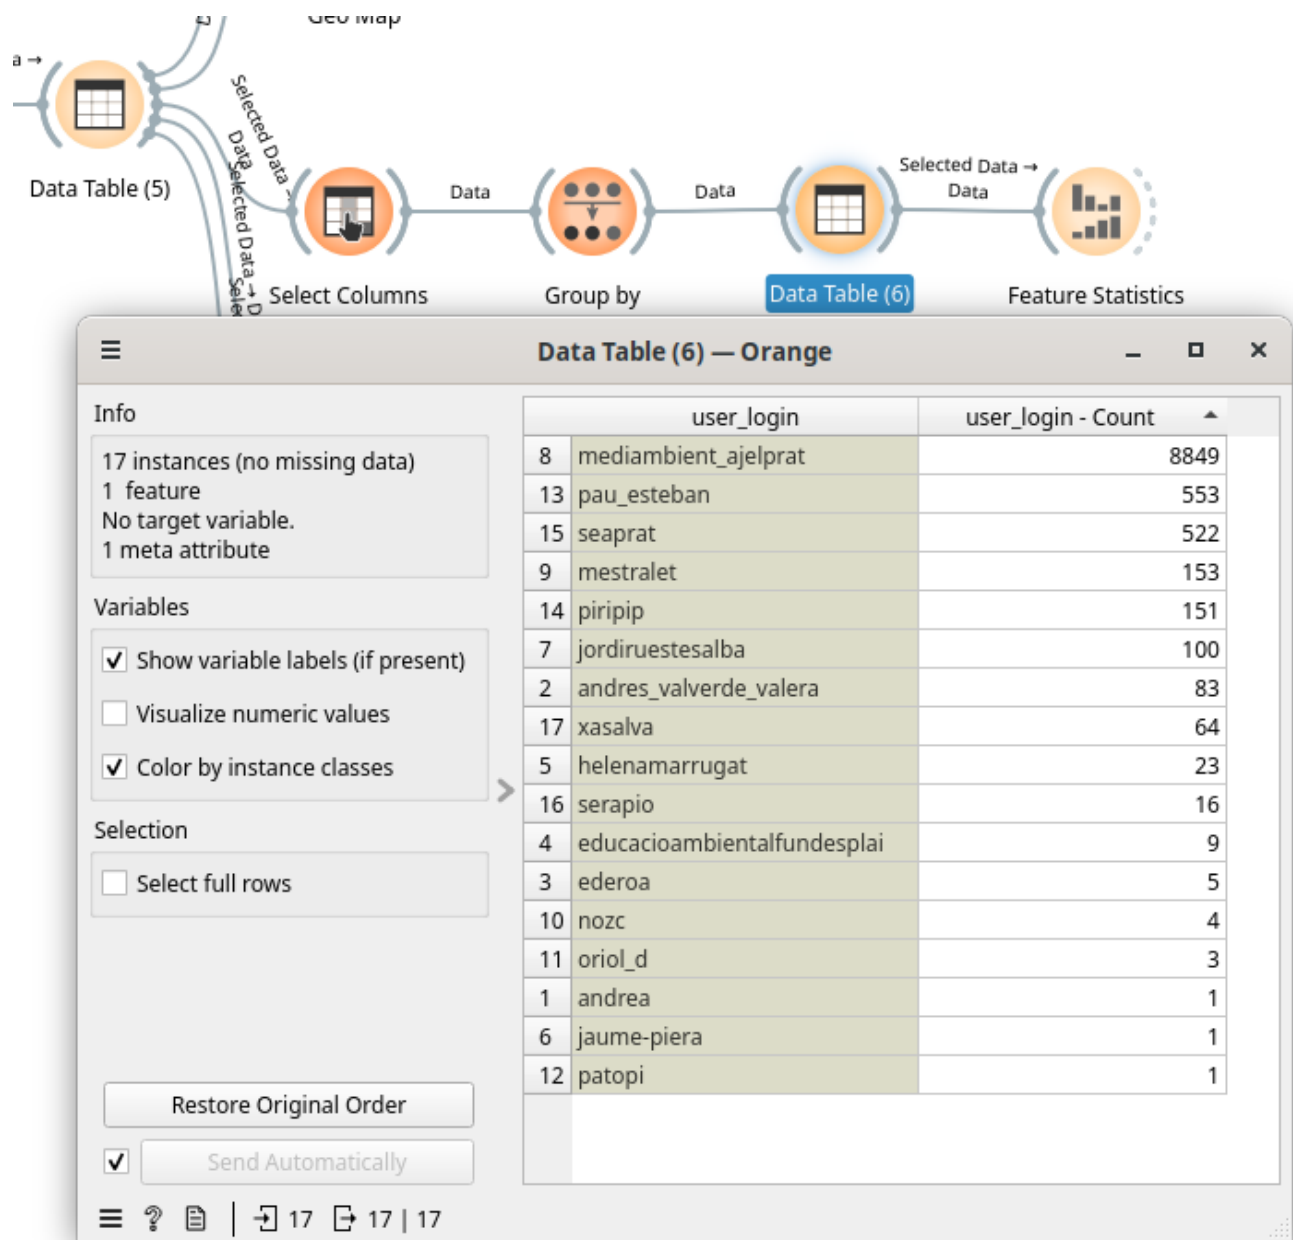 Geo Map
a →
Selected Data →
Data
Selected Data → D
Selec
Data Table (5)
Data
Data
Selected Data →
Data
Select Columns
Group by
Data Table (6)
Feature Statistics
Data Table (6) — Orange
Info
17 instances (no missing data)
1 feature
No target variable.
1 meta attribute
Variables
Show variable labels (if present)
Visualize numeric values
Color by instance classes
Selection
Select full rows
Restore Original Order
Send Automatically
17 17 | 17
user_login user_login - Count
8 mediambient_ajelprat 8849
13 pau_esteban 553
15 seaprat 522
9 mestralet 153
14 piripip 151
7 jordiruestesalba 100
2 andres_valverde_valera 83
17 xasalva 64
5 helenamarrugat 23
16 serapio 16
4 educacioambientalfundesplai 9
3 ederoa 5
10 nozc 4
11 oriol_d 3
1 andrea 1
6 jaume-piera 1
12 patopi 1